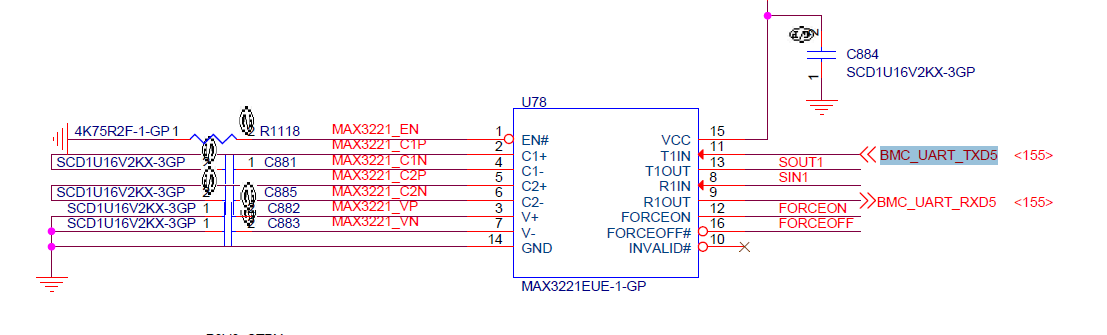 C884
SCD1U16V2KX-3GP
1
U78
4K75R2F-1-GP 1 R1118 MAX3221_EN 1 EN# VCC 15
MAX3221_C1P 2 C1+ T1IN 11 BMC_UART_TXD5 <155>
SCD1U16V2KX-3GP 1 C881 MAX3221_C1N 4 C1- T1OUT 13 SOUT1
MAX3221_C2P 5 C2+ R1IN 8 SIN1
SCD1U16V2KX-3GP C885 MAX3221_C2N 6 C2- R1OUT 9 BMC_UART_RXD5 <155>
SCD1U16V2KX-3GP 1 C882 MAX3221_VP 3 V+ FORCEON 12 FORCEON
SCD1U16V2KX-3GP 1 2 C883 MAX3221_VN 7 V- FORCEOFF# 16 FORCEOFF
14 GND INVALID# 10
MAX3221EUE-1-GP